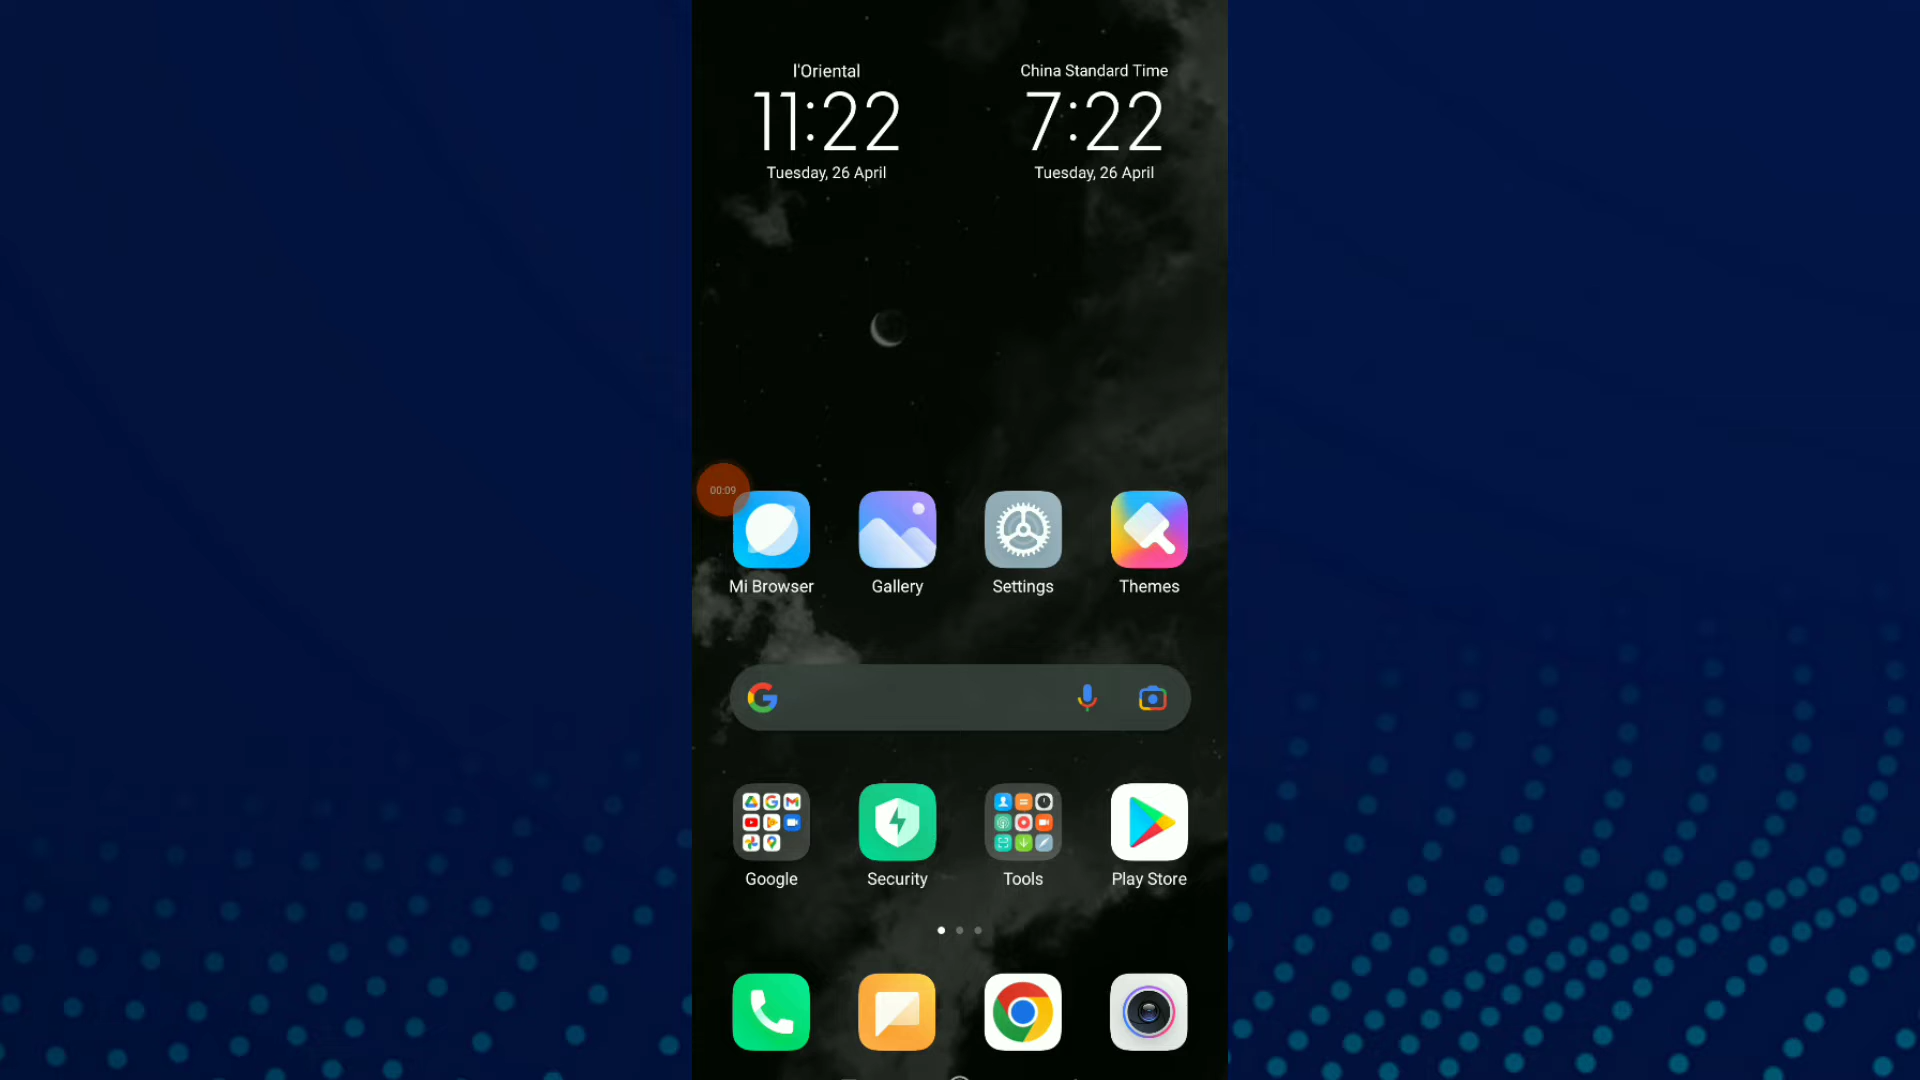 l'Oriental
China Standard Time
11:22
7:22
Tuesday, 26 April
Tuesday, 26 April
00:09
Mi Browser
Gallery
Settings
Themes
Google
Security
Tools
Play Store